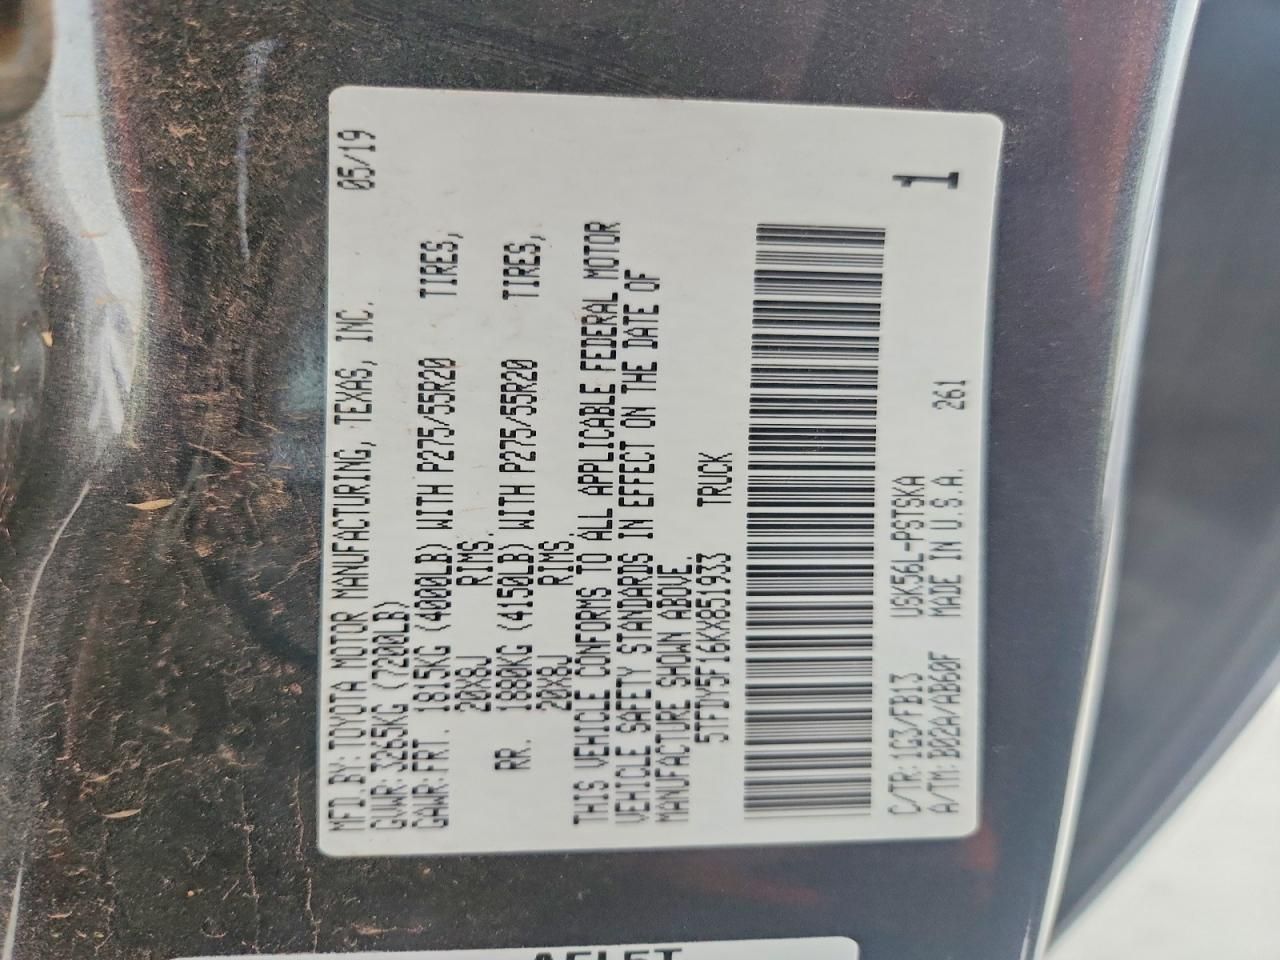 MFD.BY:TOYOTA MOTOR MANUFACTURING, TEXAS, INC. 05/19
GVWR:3265KG (7200LB)
GAWR:FRT. 1815KG (4000LB) WITH P275/55R20 TIRES,
20X8J RIMS.
RR. 1880KG (4150LB) WITH P275/55R20 TIRES,
20X8J RIMS.
THIS VEHICLE CONFORMS TO ALL APPLICABLE FEDERAL MOTOR
VEHICLE SAFETY STANDARDS IN EFFECT ON THE DATE OF
MANUFACTURE SHOWN ABOVE.
5TFDY5F16KX851933 TRUCK
C/TR:1G3/FB13 USK56L-PSTSKA
A/TM:B02A/AB60F MADE IN U.S.A. 261
1